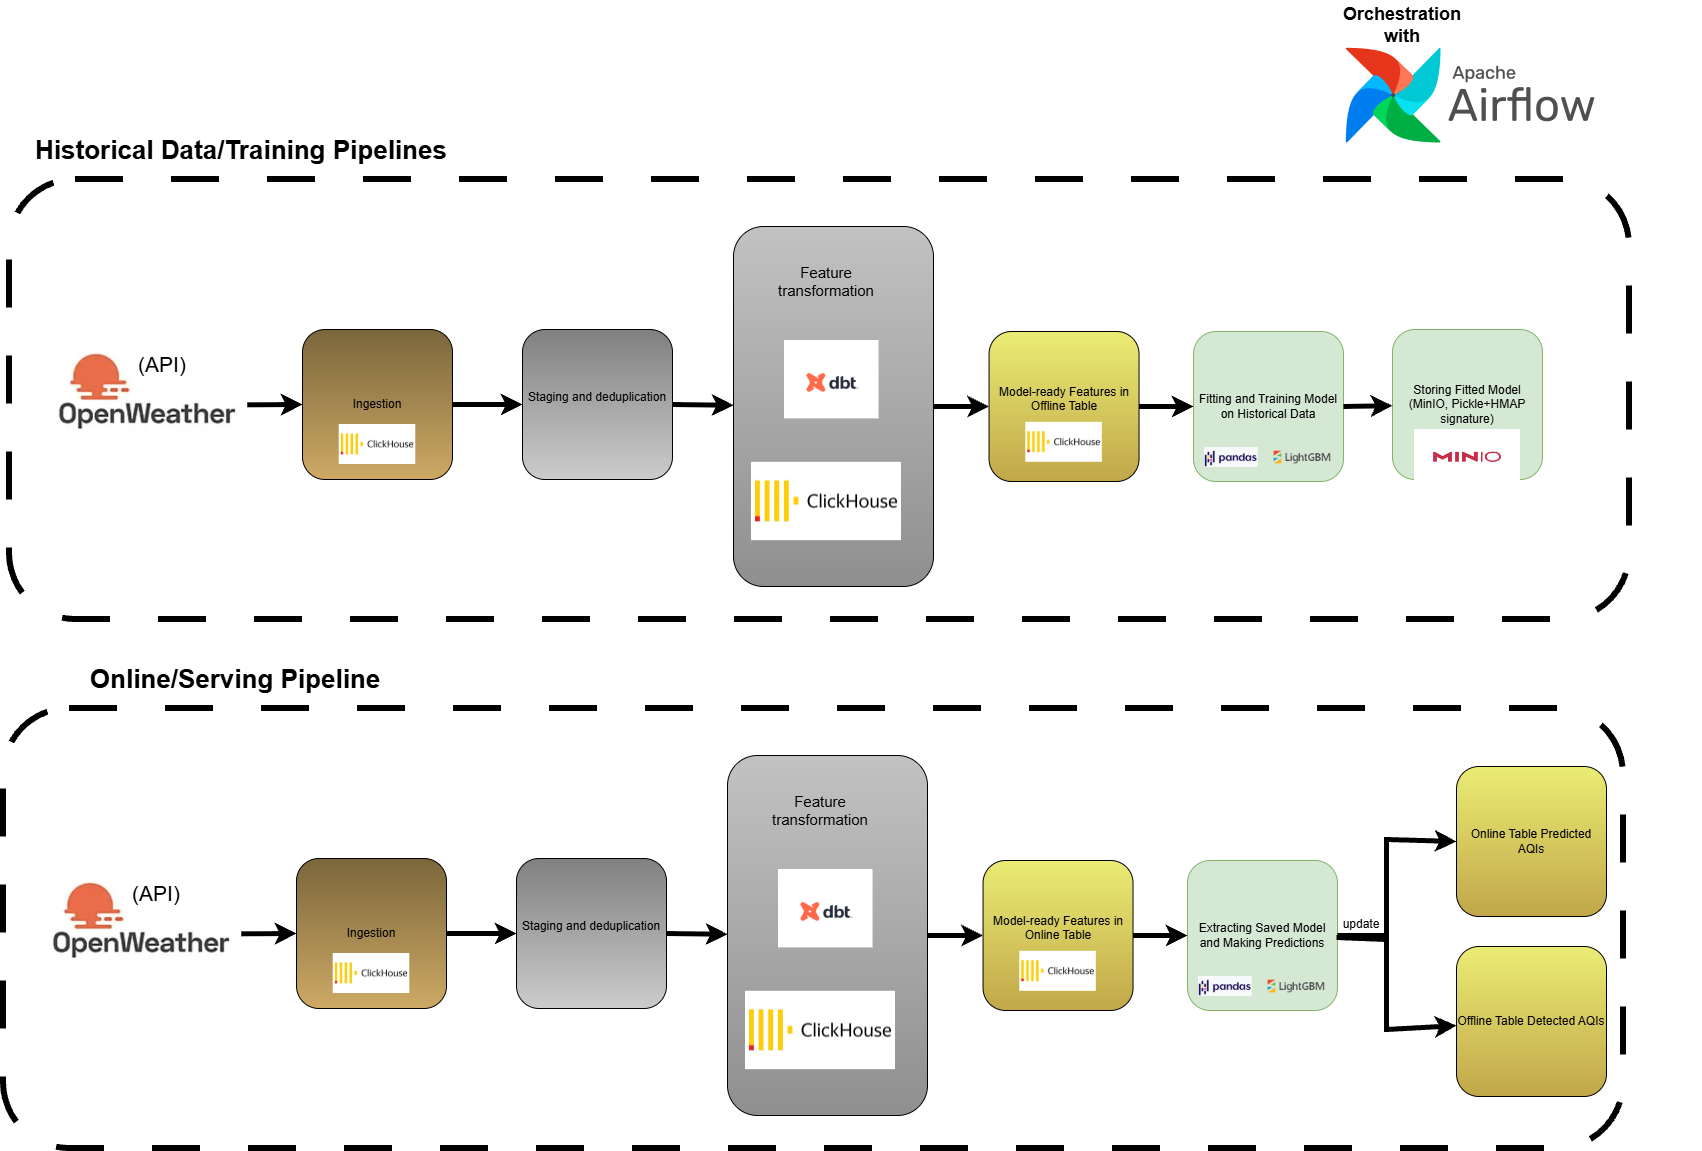 Orchestration
with
Apache
Airflow
Historical Data/Training Pipelines
(API)
OpenWeather
Ingestion
ClickHouse
Staging and deduplication
Feature
transformation
dbt
ClickHouse
Model-ready Features in
Offline Table
ClickHouse
Fitting and Training Model
on Historical Data
pandas
LightGBM
Storing Fitted Model
(MinIO, Pickle+HMAP
signature)
MINIO
Online/Serving Pipeline
(API)
OpenWeather
Ingestion
ClickHouse
Staging and deduplication
Feature
transformation
dbt
ClickHouse
Model-ready Features in
Online Table
ClickHouse
Extracting Saved Model
and Making Predictions
pandas
LightGBM
update
Online Table Predicted
AQIs
Offline Table Detected AQIs